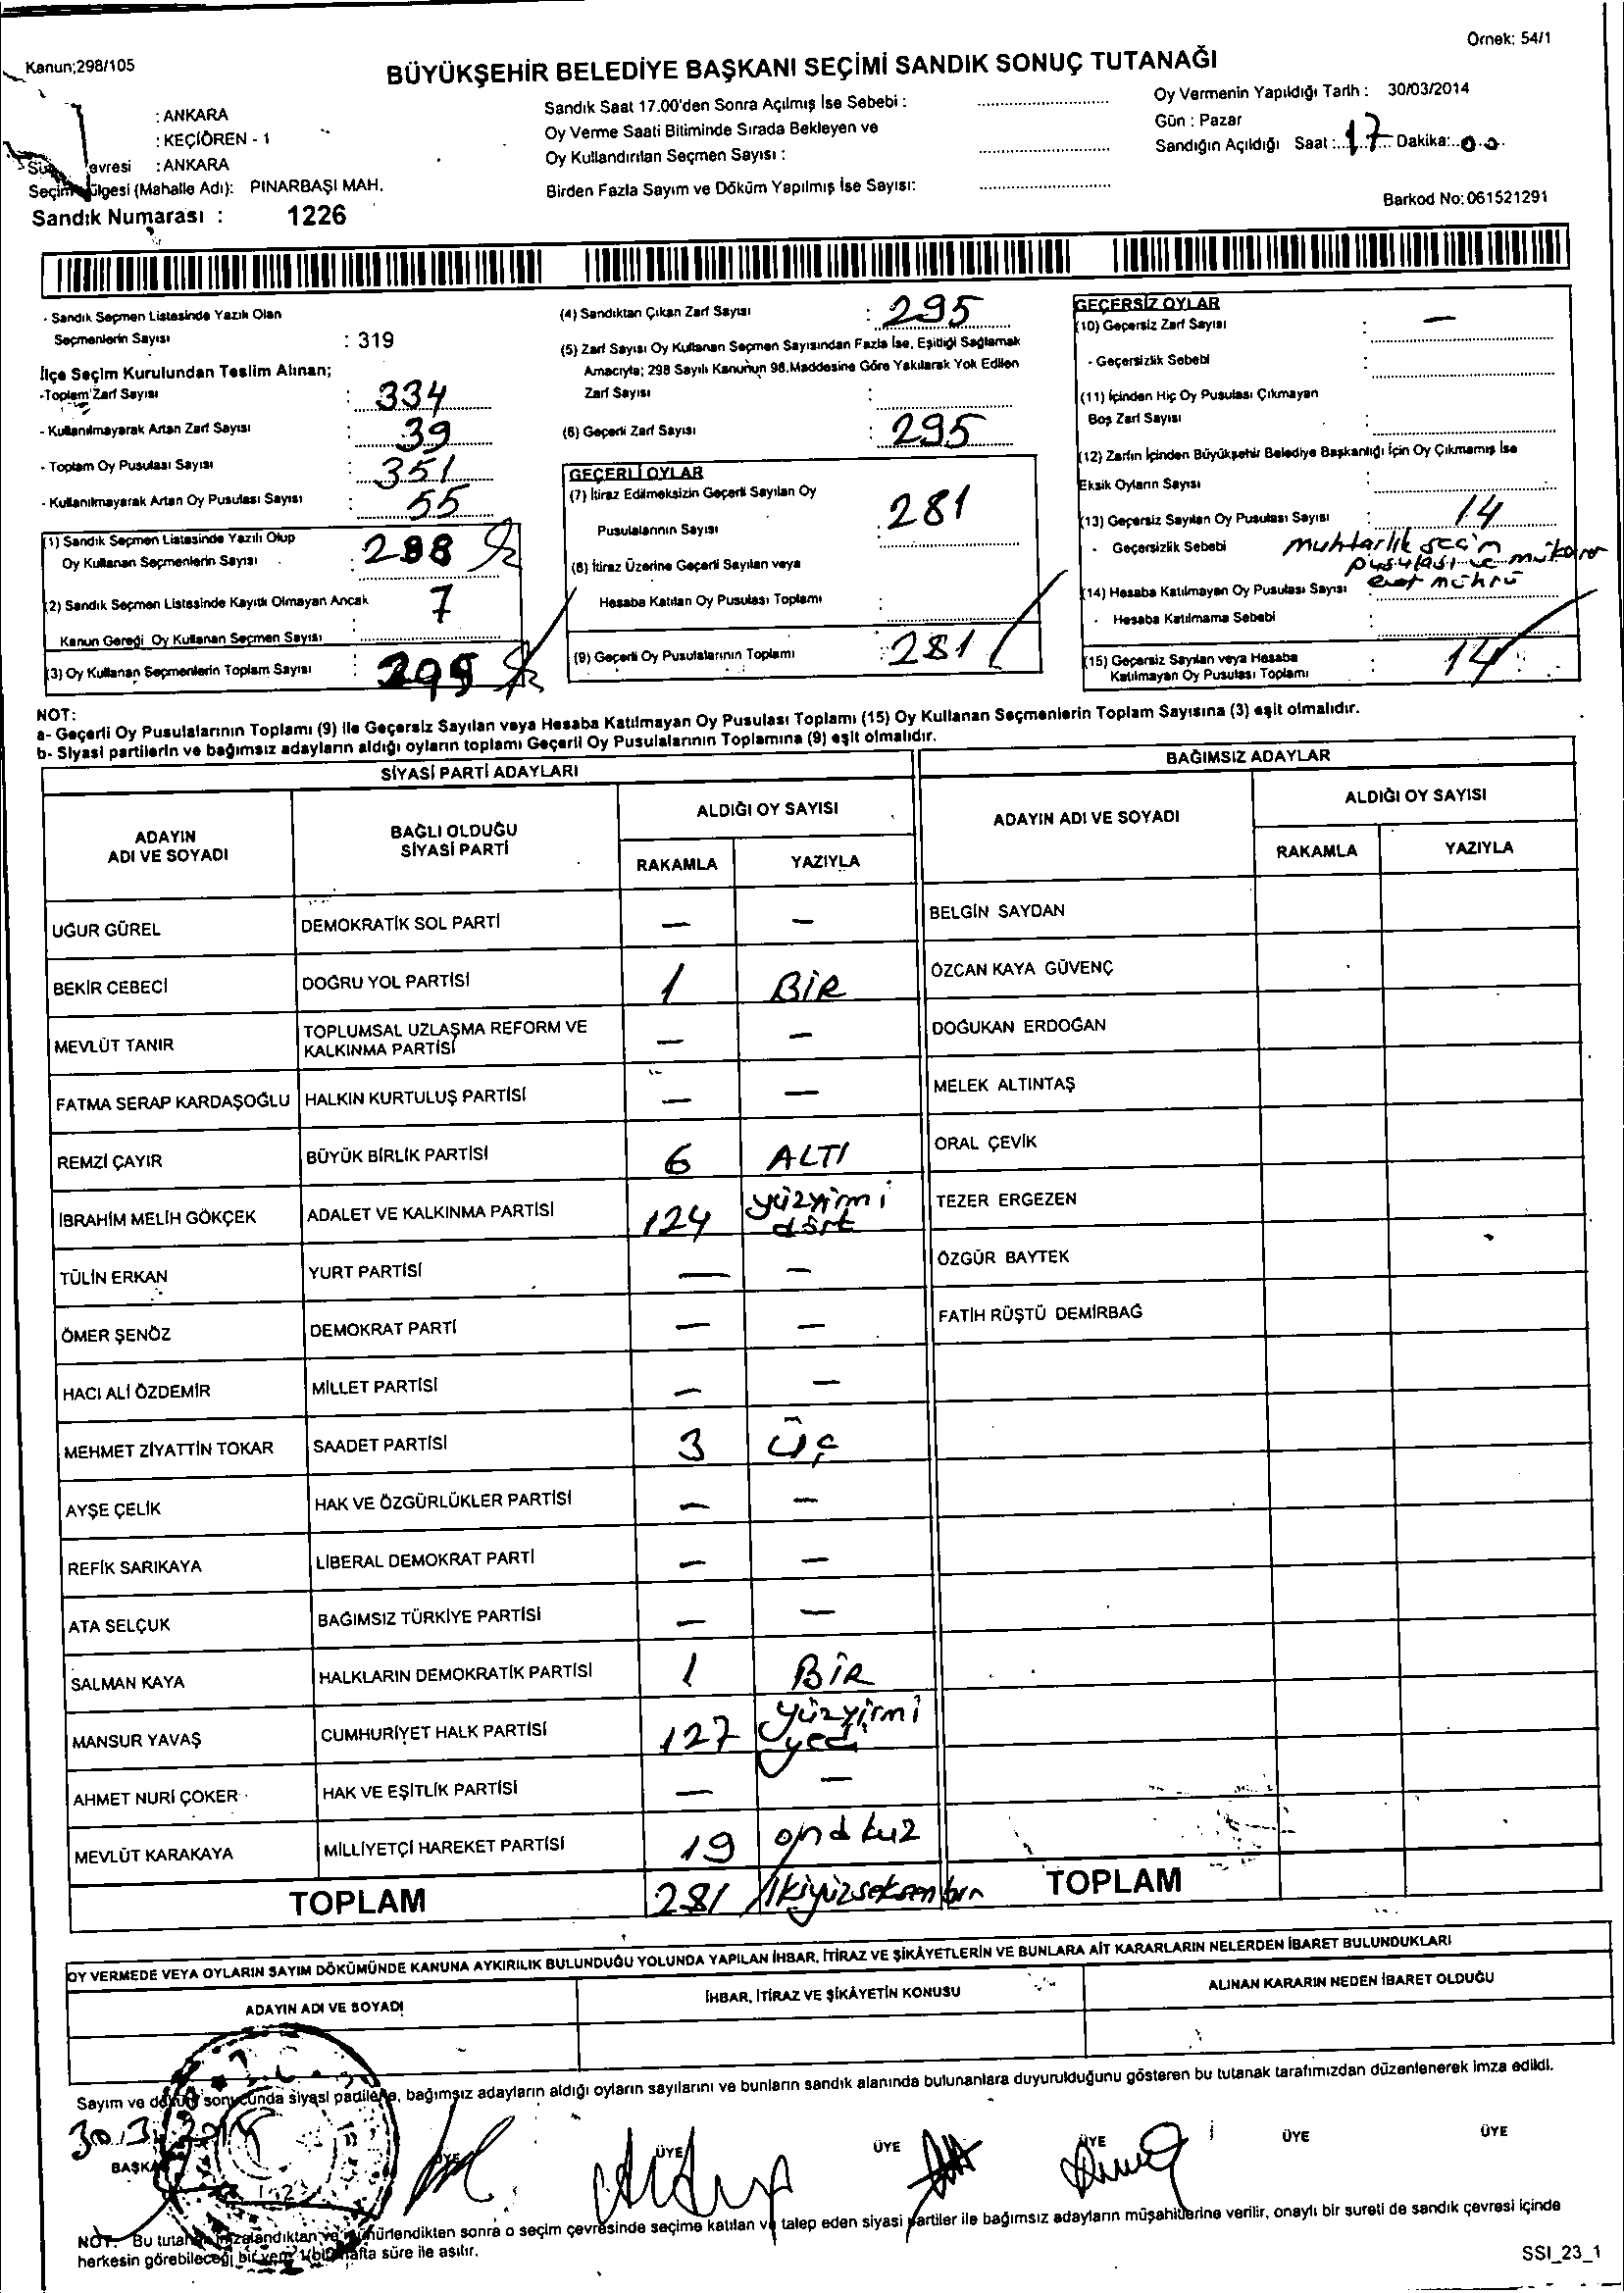 Örnek: 54/1
Kanun;298/105
BÜYÜKŞEHİR BELEDİYE BAŞKANI SEÇİMİ SANDIK SONUÇ TUTANAĞI
: ANKARA
: KEÇİÖREN - 1
: ANKARA
Seçim Bölgesi (Mahalle Adı): PINARBAŞI MAH.
Sandık Numarası : 1226
Sandık Saat 17.00'den Sonra Açılmış İse Sebebi :
Oy Verme Saati Bitiminde Sırada Bekleyen ve
Oy Kullandırılan Seçmen Sayısı :
Birden Fazla Sayım ve Döküm Yapılmış İse Sayısı:
Oy Vermenin Yapıldığı Tarih : 30/03/2014
Gün : Pazar
Sandığın Açıldığı Saat : 17 Dakika: 00
Barkod No: 061521291
- Sandık Seçmen Listesinde Yazılı Olan
Seçmenlerin Sayısı : 319
İlçe Seçim Kurulundan Teslim Alınan;
-Toplam Zarf Sayısı : 334
- Kullanılmayarak Artan Zarf Sayısı : 39
- Toplam Oy Pusulası Sayısı : 351
- Kullanılmayarak Artan Oy Pusulası Sayısı : 55
(1) Sandık Seçmen Listesinde Yazılı Olup
Oy Kullanan Seçmenlerin Sayısı : 288
(2) Sandık Seçmen Listesinde Kayıtlı Olmayan Ancak
Kanun Gereği Oy Kullanan Seçmen Sayısı : 7
(3) Oy Kullanan Seçmenlerin Toplam Sayısı : 295
(4) Sandıktan Çıkan Zarf Sayısı : 295
(5) Zarf Sayısı Oy Kullanan Seçmen Sayısından Fazla İse, Eşitliği Sağlamak
Amacıyla; 298 Sayılı Kanunun 98.Maddesine Göre Yakılarak Yok Edilen
Zarf Sayısı :
(6) Geçerli Zarf Sayısı : 295
GEÇERLİ OYLAR
(7) İtiraz Edilmeksizin Geçerli Sayılan Oy
Pusulalarının Sayısı : 281
(8) İtiraz Üzerine Geçerli Sayılan veya
Hesaba Katılan Oy Pusulası Toplamı :
(9) Geçerli Oy Pusulalarının Toplamı : 281
GEÇERSİZ OYLAR
(10) Geçersiz Zarf Sayısı : —
- Geçersizlik Sebebi :
(11) İçinden Hiç Oy Pusulası Çıkmayan
Boş Zarf Sayısı :
(12) Zarfın İçinden Büyükşehir Belediye Başkanlığı İçin Oy Çıkmamış İse
Eksik Oyların Sayısı :
(13) Geçersiz Sayılan Oy Pusulası Sayısı : 14
- Geçersizlik Sebebi muhtarlık seçim
pusulası ve mükerrer
evet mührü
(14) Hesaba Katılmayan Oy Pusulası Sayısı
- Hesaba Katılmama Sebebi :
(15) Geçersiz Sayılan veya Hesaba
Katılmayan Oy Pusulası Toplamı : 14
NOT:
a- Geçerli Oy Pusulalarının Toplamı (9) ile Geçersiz Sayılan veya Hesaba Katılmayan Oy Pusulası Toplamı (15) Oy Kullanan Seçmenlerin Toplam Sayısına (3) eşit olmalıdır.
b- Siyasi partilerin ve bağımsız adayların aldığı oyların toplamı Geçerli Oy Pusulalarının Toplamına (9) eşit olmalıdır.
SİYASİ PARTİ ADAYLARI
BAĞIMSIZ ADAYLAR
ADAYIN ADI VE SOYADI
BAĞLI OLDUĞU SİYASİ PARTİ
ALDIĞI OY SAYISI
RAKAMLA YAZIYLA
ADAYIN ADI VE SOYADI
ALDIĞI OY SAYISI
RAKAMLA YAZIYLA
UĞUR GÜREL DEMOKRATİK SOL PARTİ — — BELGİN SAYDAN
BEKİR CEBECİ DOĞRU YOL PARTİSİ 1 BİR ÖZCAN KAYA GÜVENÇ
MEVLÜT TANIR TOPLUMSAL UZLAŞMA REFORM VE KALKINMA PARTİSİ — — DOĞUKAN ERDOĞAN
FATMA SERAP KARDAŞOĞLU HALKIN KURTULUŞ PARTİSİ — — MELEK ALTINTAŞ
REMZİ ÇAYIR BÜYÜK BİRLİK PARTİSİ 6 ALTI ORAL ÇEVİK
İBRAHİM MELİH GÖKÇEK ADALET VE KALKINMA PARTİSİ 124 yüzyirmi dört TEZER ERGEZEN
TÜLİN ERKAN YURT PARTİSİ — — ÖZGÜR BAYTEK
ÖMER ŞENÖZ DEMOKRAT PARTİ — — FATİH RÜŞTÜ DEMİRBAĞ
HACI ALİ ÖZDEMİR MİLLET PARTİSİ — —
MEHMET ZİYATTİN TOKAR SAADET PARTİSİ 3 üç
AYŞE ÇELİK HAK VE ÖZGÜRLÜKLER PARTİSİ — —
REFİK SARIKAYA LİBERAL DEMOKRAT PARTİ — —
ATA SELÇUK BAĞIMSIZ TÜRKİYE PARTİSİ — —
SALMAN KAYA HALKLARIN DEMOKRATİK PARTİSİ 1 BİR
MANSUR YAVAŞ CUMHURİYET HALK PARTİSİ 127 yüzyirmi yedi
AHMET NURİ ÇOKER HAK VE EŞİTLİK PARTİSİ — —
MEVLÜT KARAKAYA MİLLİYETÇİ HAREKET PARTİSİ 19 ondokuz
TOPLAM 281 ikiyüzseksenbir TOPLAM
OY VERMEDE VEYA OYLARIN SAYIM DÖKÜMÜNDE KANUNA AYKIRILIK BULUNDUĞU YOLUNDA YAPILAN İHBAR, İTİRAZ VE ŞİKÂYETLERİN VE BUNLARA AİT KARARLARIN NELERDEN İBARET BULUNDUKLARI
ADAYIN ADI VE SOYADI İHBAR, İTİRAZ VE ŞİKÂYETİN KONUSU ALINAN KARARIN NEDEN İBARET OLDUĞU
Sayım ve döküm sonucunda siyasi partilere, bağımsız adayların aldığı oyların sayılarını ve bunların sandık alanında bulunanlara duyurulduğunu gösteren bu tutanak tarafımızdan düzenlenerek imza edildi.
BAŞKAN ÜYE ÜYE ÜYE ÜYE ÜYE ÜYE
NOT: Bu tutanak imzalandıktan ve mühürlendikten sonra o seçim çevresinde seçime katılan ve talep eden siyasi partiler ile bağımsız adayların müşahitlerine verilir, onaylı bir sureti de sandık çevresi içinde
herkesin görebileceği bir yere 1(bir) hafta süre ile asılır.
SSI_23_1